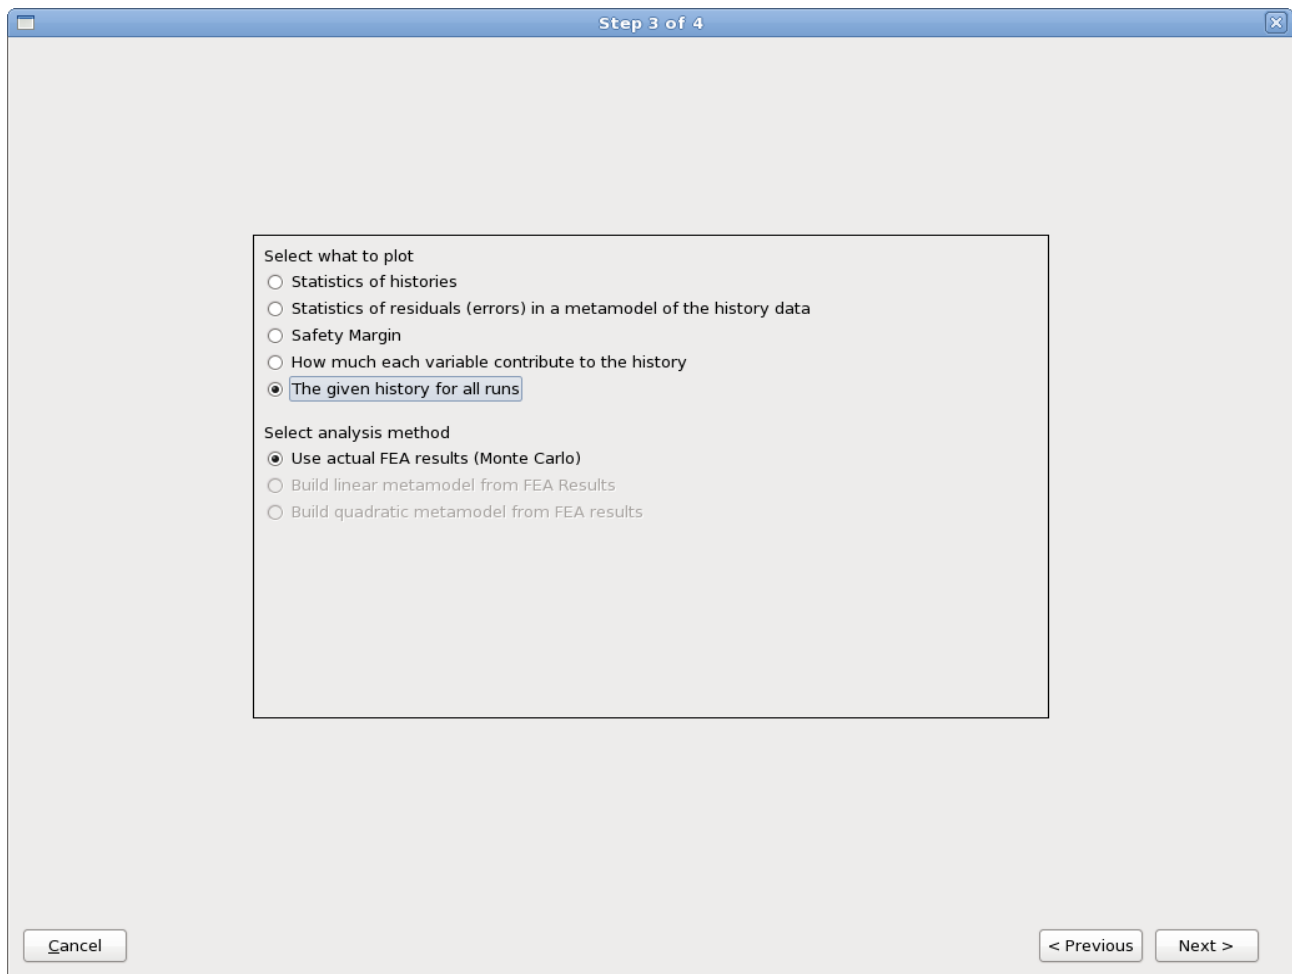 Step 3 of 4
Select what to plot
Statistics of histories
Statistics of residuals (errors) in a metamodel of the history data
Safety Margin
How much each variable contribute to the history
The given history for all runs
Select analysis method
Use actual FEA results (Monte Carlo)
Build linear metamodel from FEA Results
Build quadratic metamodel from FEA results
Cancel
< Previous
Next >